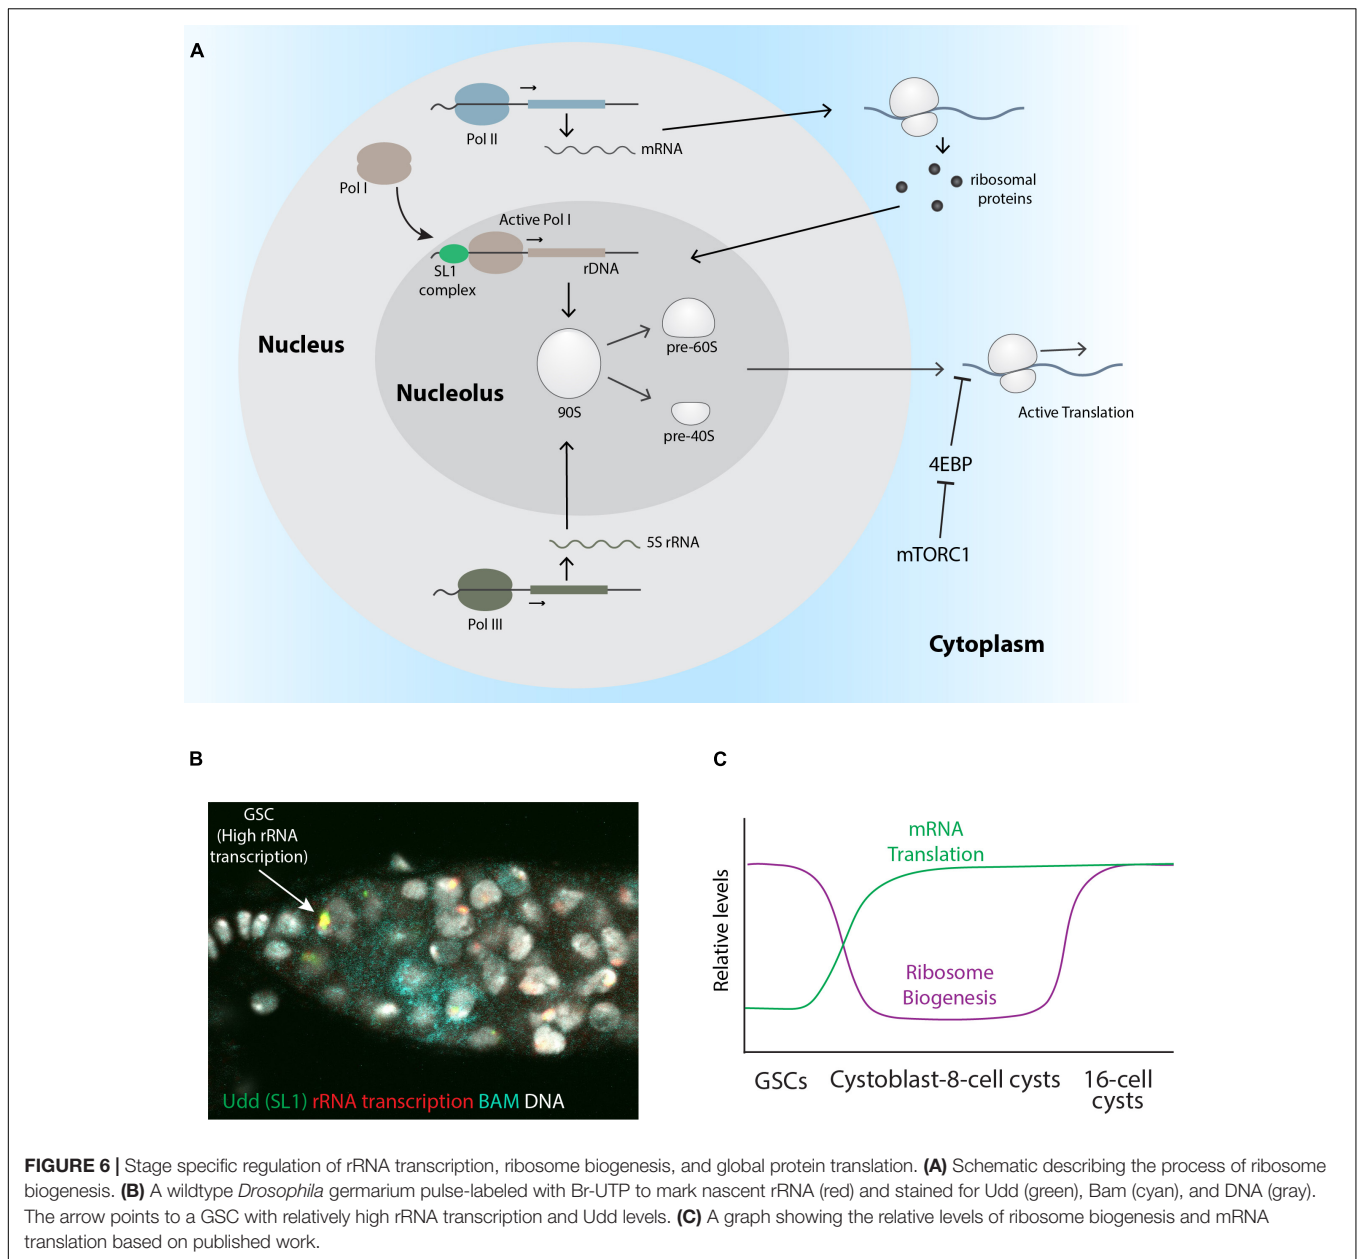 A
Pol II
mRNA
Pol I
ribosomal
proteins
Active Pol I
SL1
complex
rDNA
Nucleus
pre-60S
Nucleolus
90S
pre-40S
Active Translation
4EBP
5S rRNA
mTORC1
Pol III
Cytoplasm
B
GSC
(High rRNA
transcription)
Udd (SL1) rRNA transcription BAM DNA
C
Relative levels
mRNA
Translation
Ribosome
Biogenesis
GSCs
Cystoblast-8-cell cysts
16-cell
cysts
FIGURE 6 | Stage specific regulation of rRNA transcription, ribosome biogenesis, and global protein translation. (A) Schematic describing the process of ribosome
biogenesis. (B) A wildtype Drosophila germarium pulse-labeled with Br-UTP to mark nascent rRNA (red) and stained for Udd (green), Bam (cyan), and DNA (gray).
The arrow points to a GSC with relatively high rRNA transcription and Udd levels. (C) A graph showing the relative levels of ribosome biogenesis and mRNA
translation based on published work.